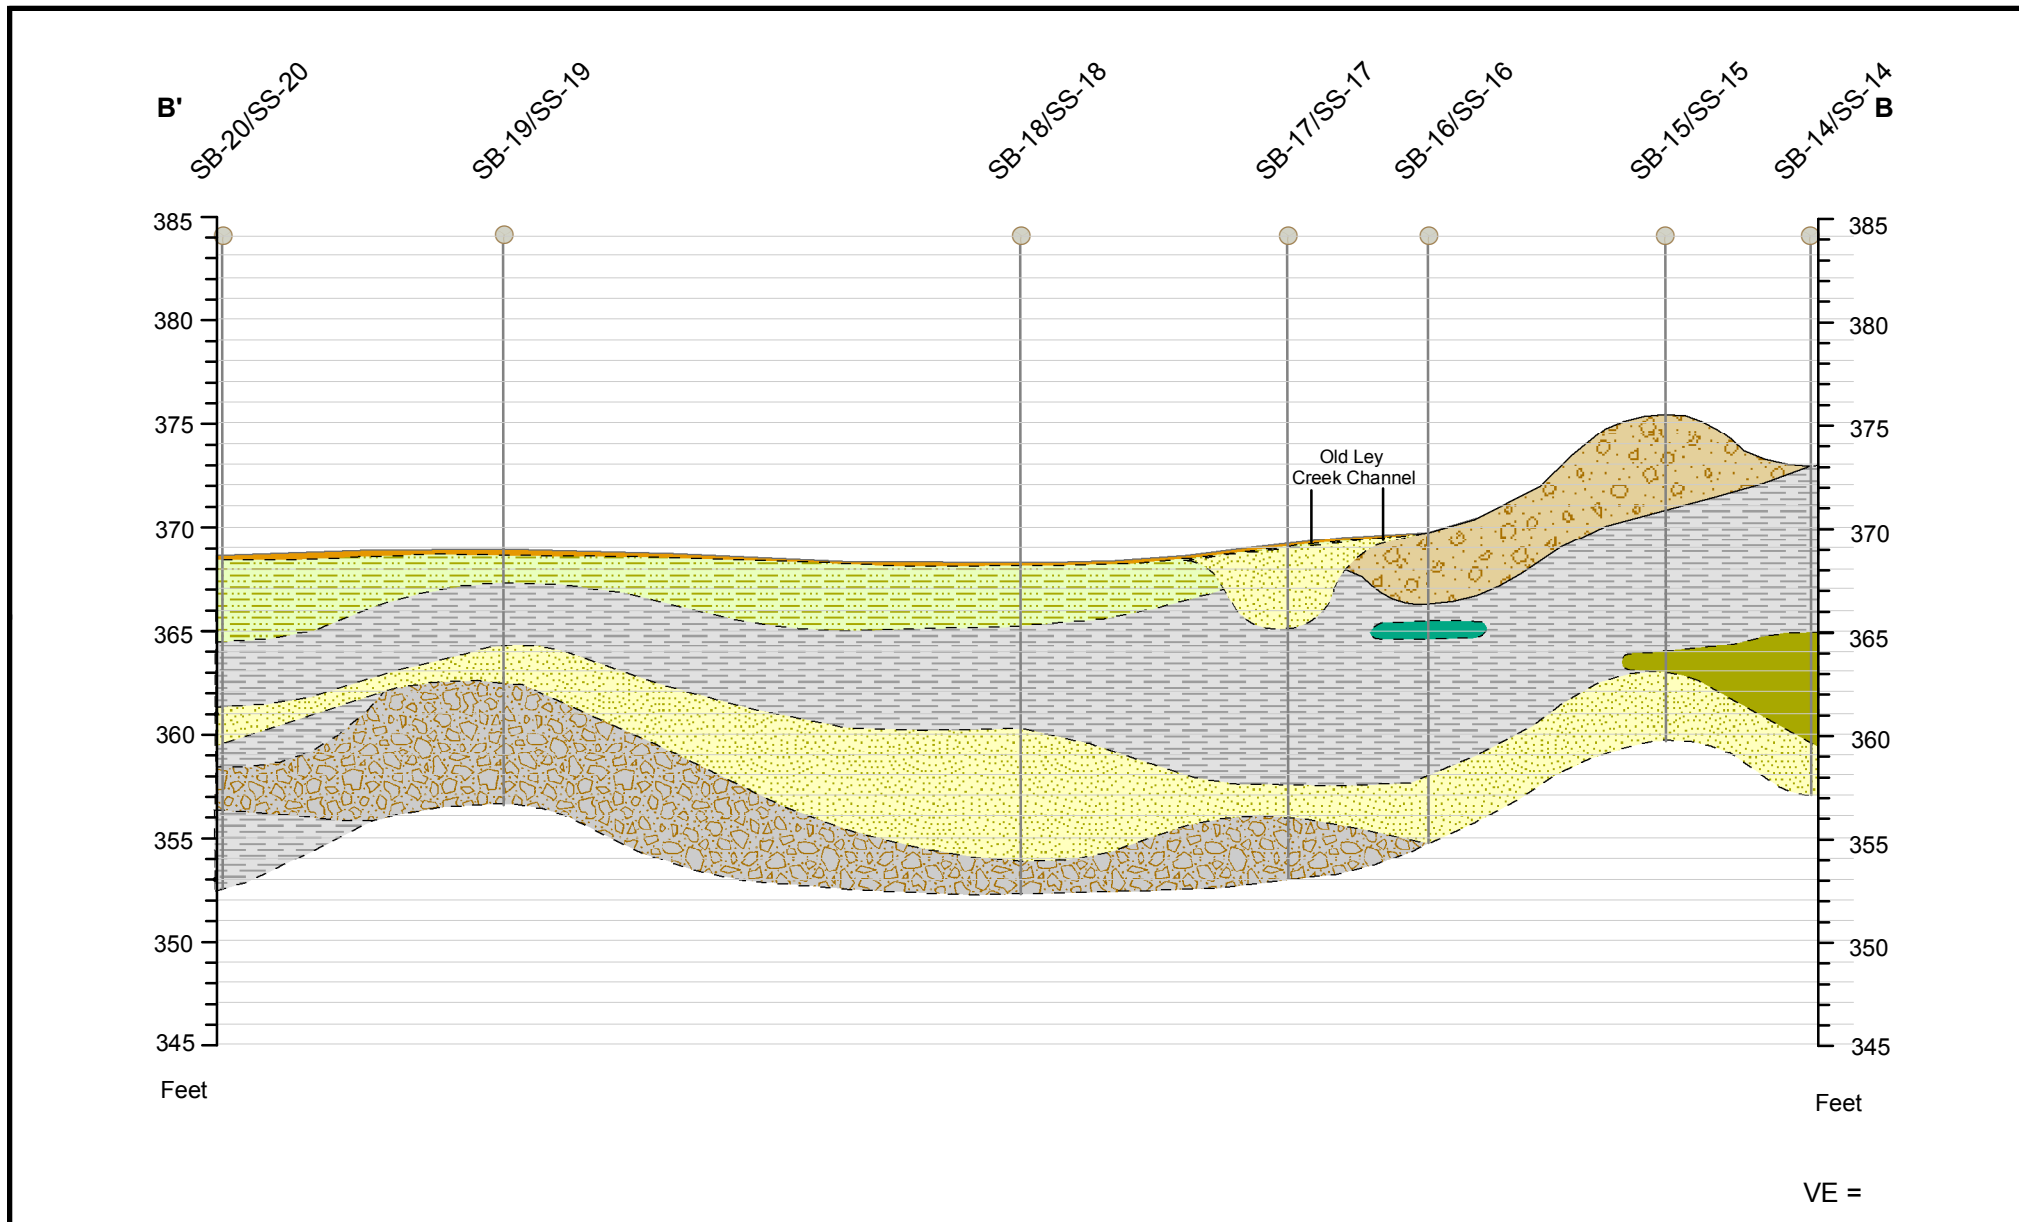 B'
SB-20/SS-20
SB-19/SS-19
SB-18/SS-18
SB-17/SS-17
SB-16/SS-16
SB-15/SS-15
SB-14/SS-14
B
385
380
375
370
365
360
355
350
345
Feet
Old Ley
Creek Channel
385
380
375
370
365
360
355
350
345
Feet
VE =